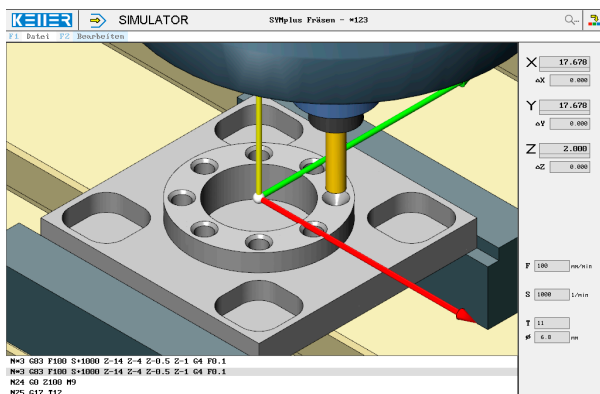 KELLER SIMULATOR SYMplus Fräsen - *123
F1 Datei F2 Bearbeiten
X 17.678
△X 0.000
Y 17.678
△Y 0.000
Z 2.000
△Z 0.000
F 100 mm/min
S 1000 1/min
T 11
ø 6.8 mm
N*3 G83 F100 S+1000 Z-14 Z-4 Z-0.5 Z-1 G4 F0.1
N*3 G83 F100 S+1000 Z-14 Z-4 Z-0.5 Z-1 G4 F0.1
N24 G0 Z100 M9
N25 G17 T12